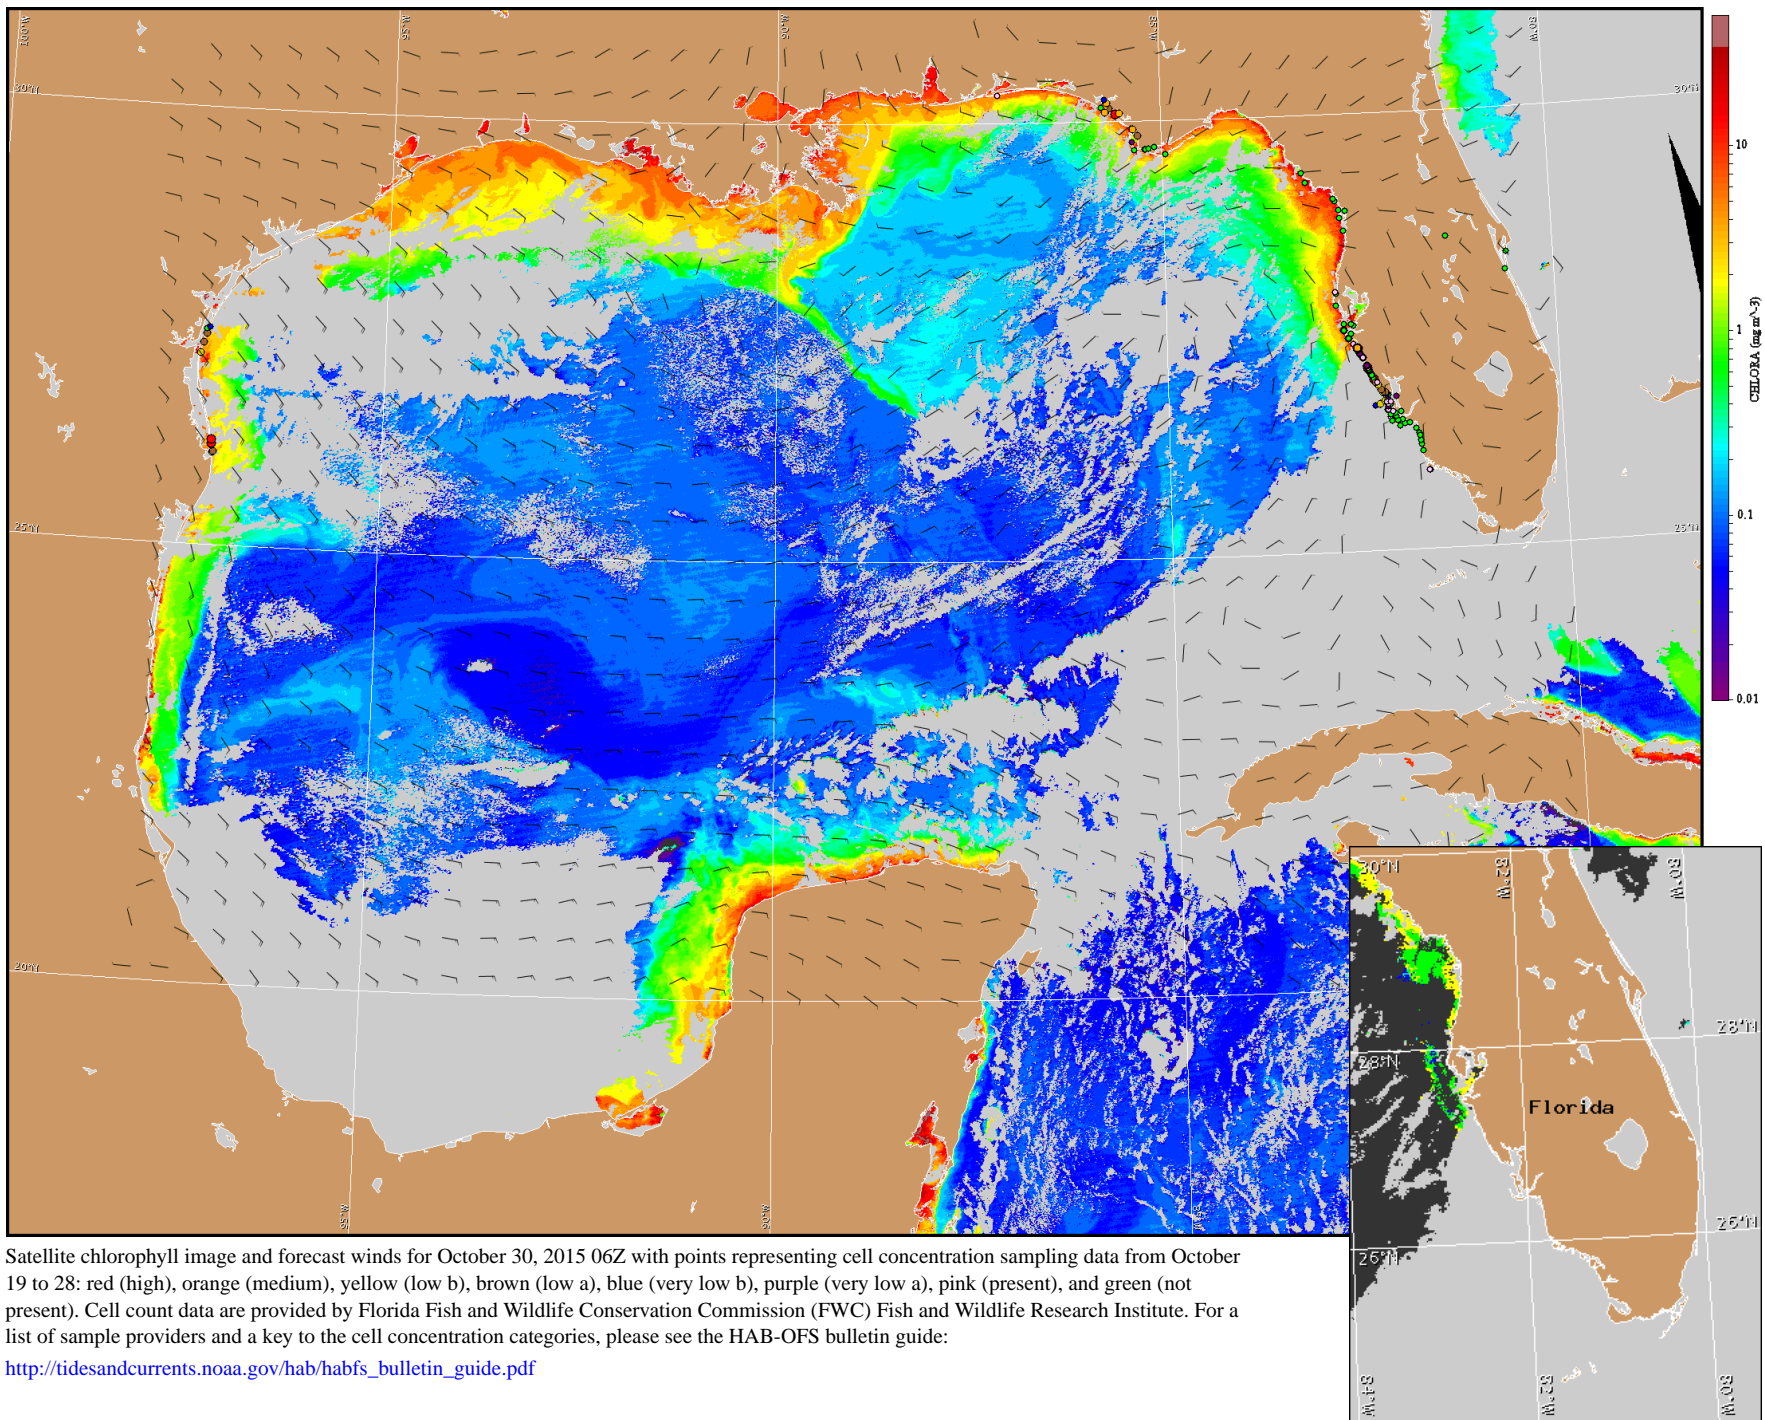 100°W
95°W
90°W
85°W
80°W
30°N
30°N
10
1
CHLORA (mg m^-3)
25°N
25°N
0.1
0.01
20°N
95°W
90°W
30°N
82°W
80°W
28°N
28°N
Florida
26°N
26°N
84°W
82°W
80°W
Satellite chlorophyll image and forecast winds for October 30, 2015 06Z with points representing cell concentration sampling data from October
19 to 28: red (high), orange (medium), yellow (low b), brown (low a), blue (very low b), purple (very low a), pink (present), and green (not
present). Cell count data are provided by Florida Fish and Wildlife Conservation Commission (FWC) Fish and Wildlife Research Institute. For a
list of sample providers and a key to the cell concentration categories, please see the HAB-OFS bulletin guide:
http://tidesandcurrents.noaa.gov/hab/habfs_bulletin_guide.pdf